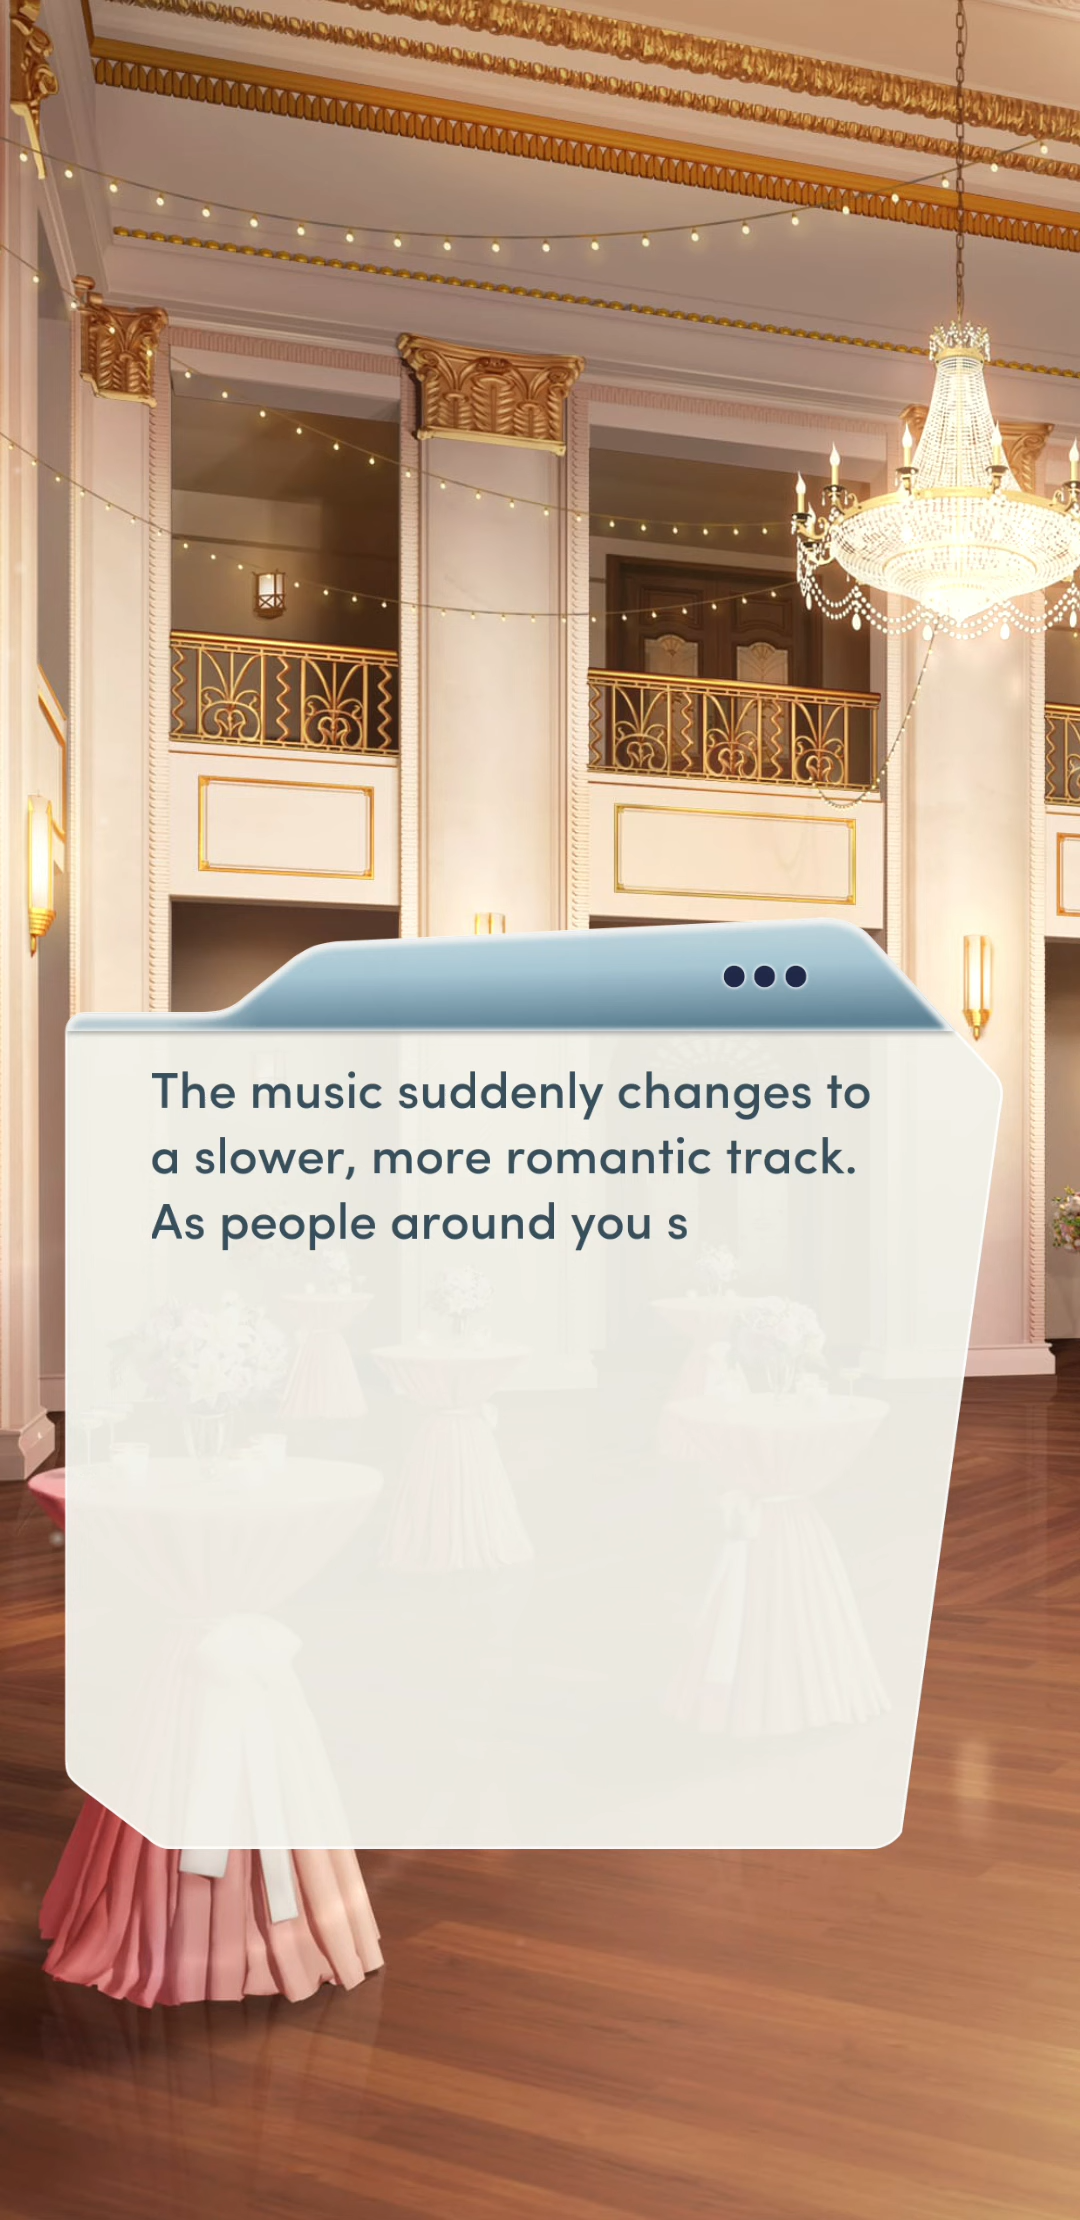 The music suddenly changes to
a slower, more romantic track.
As people around you s